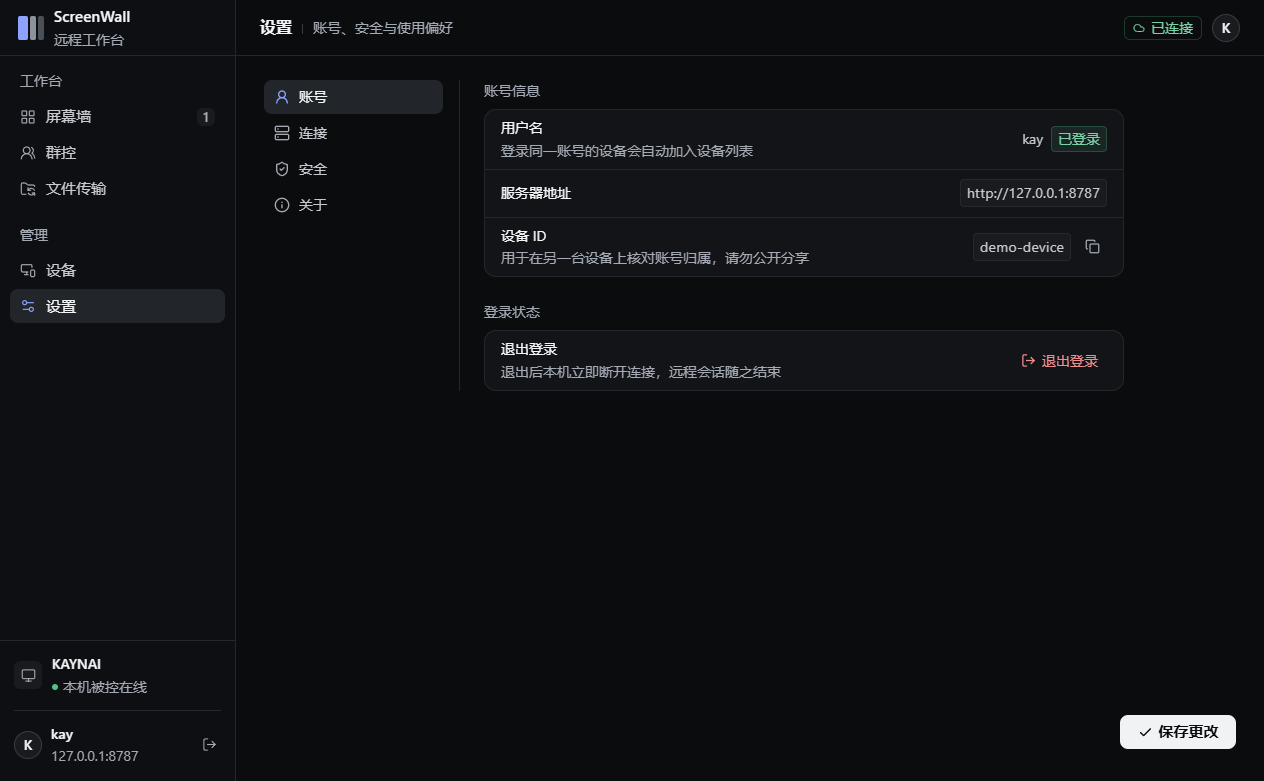 ScreenWall
远程工作台
设置
账号、安全与使用偏好
已连接
K
工作台
屏幕墙
1
群控
文件传输
管理
设备
设置
账号
连接
安全
关于
账号信息
用户名
登录同一账号的设备会自动加入设备列表
kay
已登录
服务器地址
http://127.0.0.1:8787
设备 ID
用于在另一台设备上核对账号归属，请勿公开分享
demo-device
登录状态
退出登录
退出后本机立即断开连接，远程会话随之结束
退出登录
KAYNAI
本机被控在线
K
kay
127.0.0.1:8787
保存更改